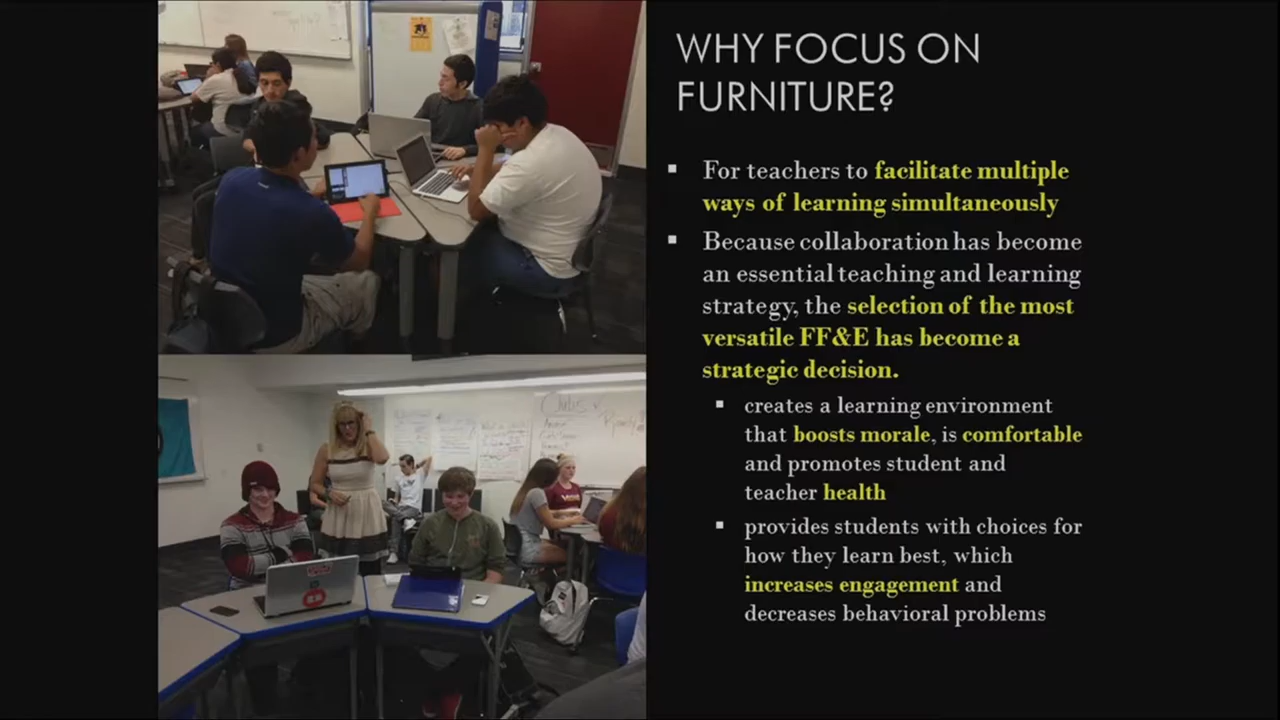 WHY FOCUS ON
FURNITURE?
▪ For teachers to facilitate multiple
ways of learning simultaneously
▪ Because collaboration has become
an essential teaching and learning
strategy, the selection of the most
versatile FF&E has become a
strategic decision.
▪ creates a learning environment
that boosts morale, is comfortable
and promotes student and
teacher health
▪ provides students with choices for
how they learn best, which
increases engagement and
decreases behavioral problems